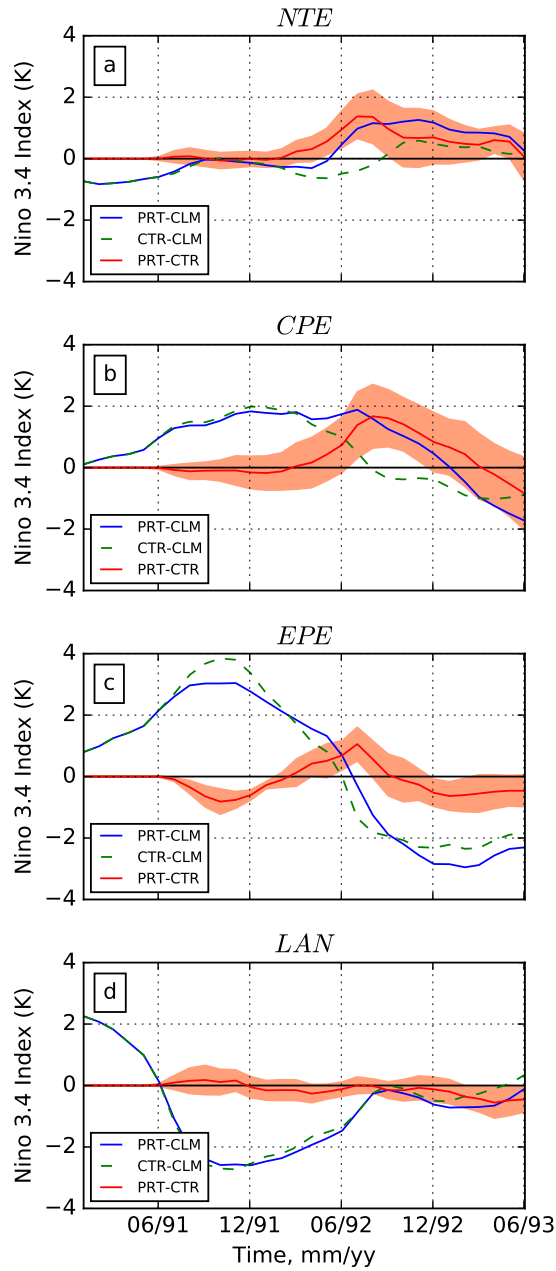 NTE
a
Nino 3.4 Index (K)
4
2
0
−2
−4
PRT-CLM
CTR-CLM
PRT-CTR
CPE
b
Nino 3.4 Index (K)
4
2
0
−2
−4
PRT-CLM
CTR-CLM
PRT-CTR
EPE
c
Nino 3.4 Index (K)
4
2
0
−2
−4
PRT-CLM
CTR-CLM
PRT-CTR
LAN
d
Nino 3.4 Index (K)
4
2
0
−2
−4
PRT-CLM
CTR-CLM
PRT-CTR
06/91 12/91 06/92 12/92 06/93
Time, mm/yy